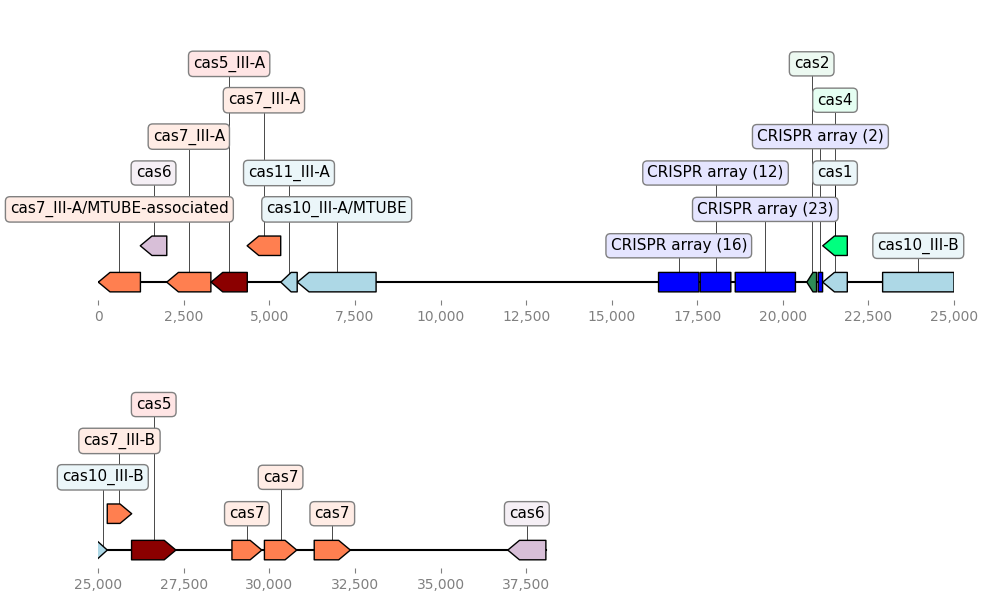 cas5_III-A
cas2
cas7_III-A
cas4
cas7_III-A
CRISPR array (2)
cas6
cas11_III-A
CRISPR array (12)
cas1
cas7_III-A/MTUBE-associated
cas10_III-A/MTUBE
CRISPR array (23)
CRISPR array (16)
cas10_III-B
0
2,500
5,000
7,500
10,000
12,500
15,000
17,500
20,000
22,500
25,000
cas5
cas7_III-B
cas10_III-B
cas7
cas7
cas7
cas6
25,000
27,500
30,000
32,500
35,000
37,500